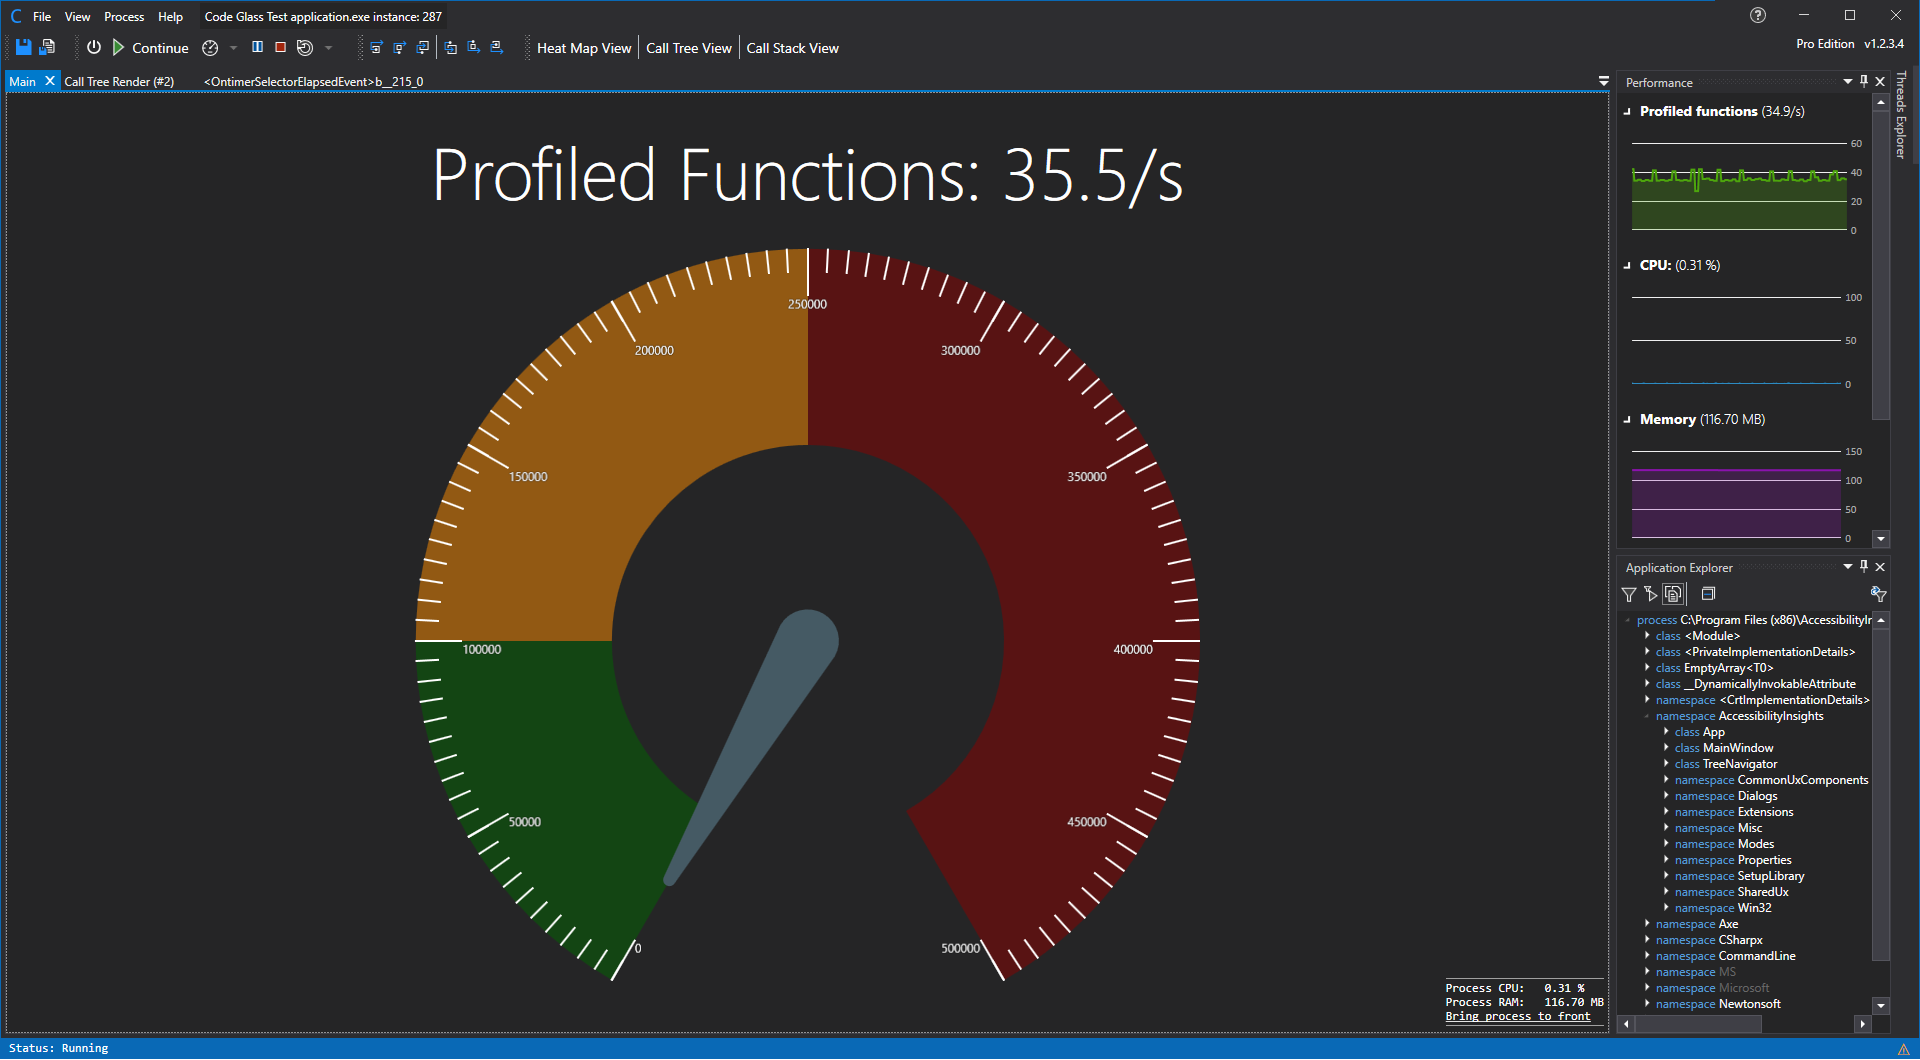 C File View Process Help Code Glass Test application.exe instance: 287
Continue Heat Map View Call Tree View Call Stack View
Pro Edition v1.2.3.4
Main Call Tree Render (#2) <OntimerSelectorElapsedEvent>b__215_0
Profiled Functions: 35.5/s
250000
200000
300000
150000
350000
100000
400000
50000
450000
0
500000
Process CPU: 0.31 %
Process RAM: 116.70 MB
Bring process to front
Performance
Profiled functions (34.9/s)
60
40
20
0
CPU: (0.31 %)
100
50
0
Memory (116.70 MB)
150
100
50
0
Threads Explorer
Application Explorer
process C:\Program Files (x86)\AccessibilityIr
class <Module>
class <PrivateImplementationDetails>
class EmptyArray<T0>
class __DynamicallyInvokableAttribute
namespace <CrtImplementationDetails>
namespace AccessibilityInsights
class App
class MainWindow
class TreeNavigator
namespace CommonUxComponents
namespace Dialogs
namespace Extensions
namespace Misc
namespace Modes
namespace Properties
namespace SetupLibrary
namespace SharedUx
namespace Win32
namespace Axe
namespace CSharpx
namespace CommandLine
namespace MS
namespace Microsoft
namespace Newtonsoft
Status: Running